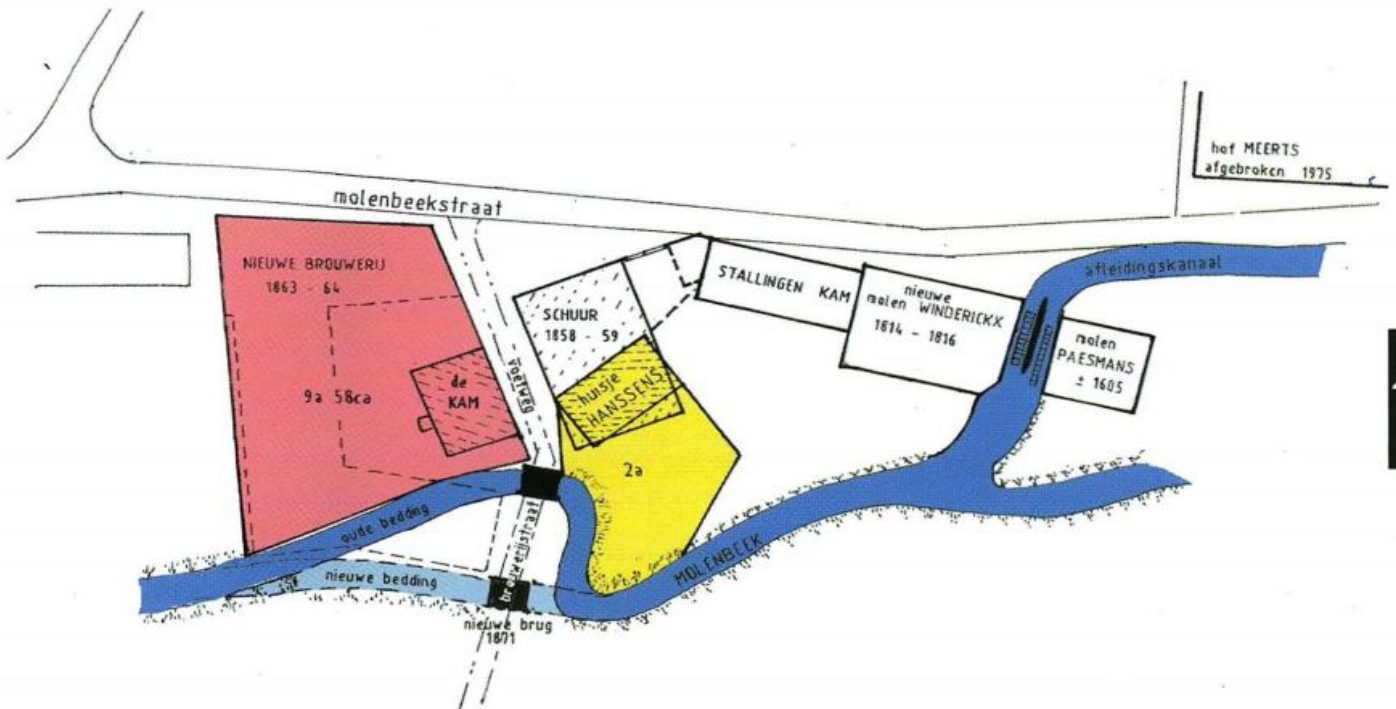 hof MEERTS
afgebroken 1975
molenbeekstraat
NIEUWE BROUWERIJ
1863 - 64
9a 58ca
de
KAM
voetweg
SCHUUR
1858 - 59
huisje
HANSSENS
2a
STALLINGEN KAM
nieuwe
molen WINDERICKX
1814 - 1816
afleidingskanaal
molen
PAESMANS
± 1605
oude bedding
brouwerijstraat
MOLENBEEK
nieuwe bedding
nieuwe brug
1871